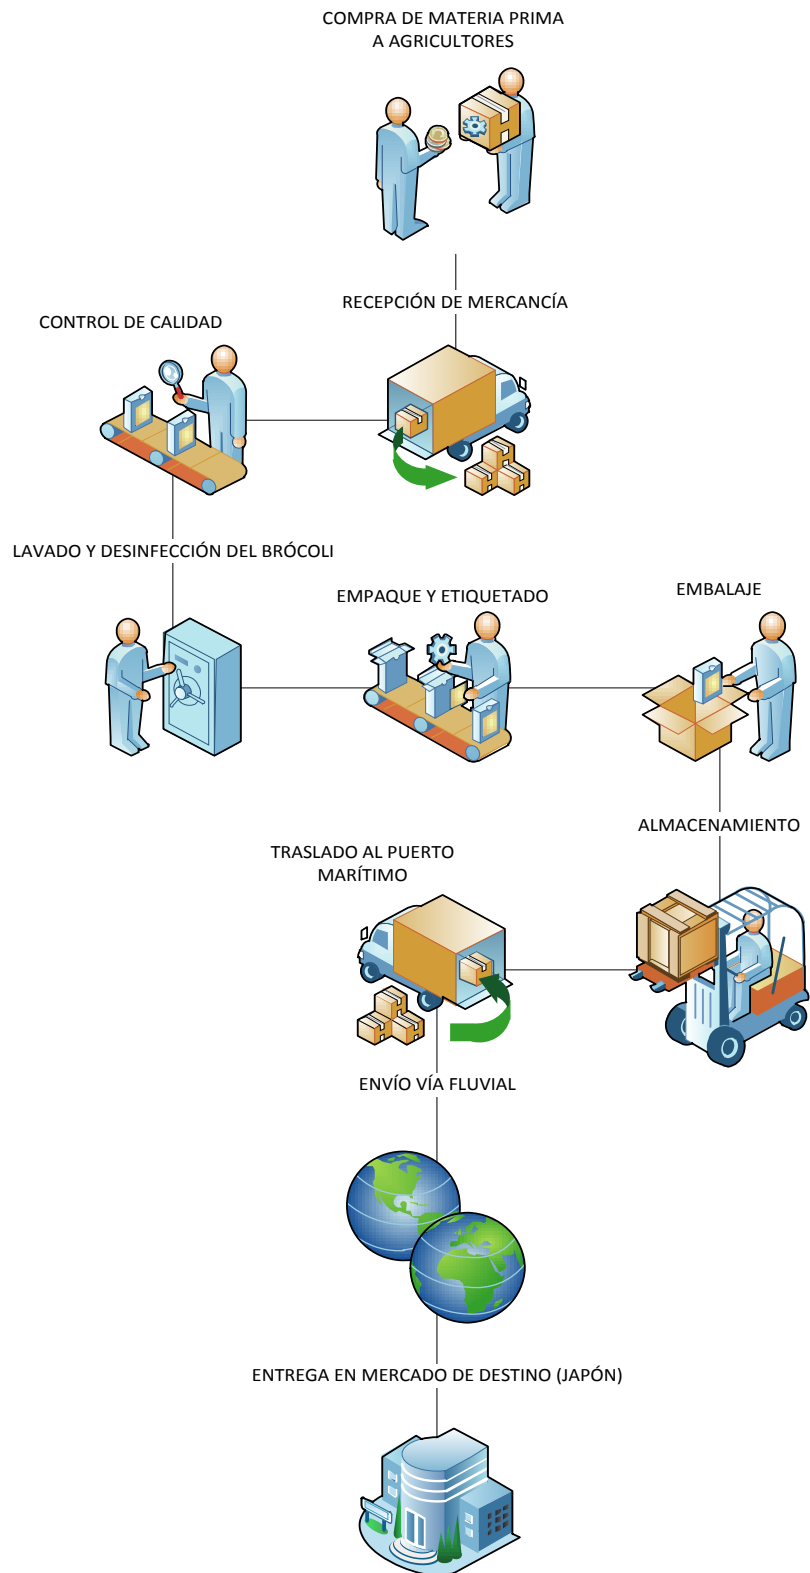 COMPRA DE MATERIA PRIMA
A AGRICULTORES
RECEPCIÓN DE MERCANCÍA
CONTROL DE CALIDAD
LAVADO Y DESINFECCIÓN DEL BRÓCOLI
EMPAQUE Y ETIQUETADO
EMBALAJE
ALMACENAMIENTO
TRASLADO AL PUERTO
MARÍTIMO
ENVÍO VÍA FLUVIAL
ENTREGA EN MERCADO DE DESTINO (JAPÓN)